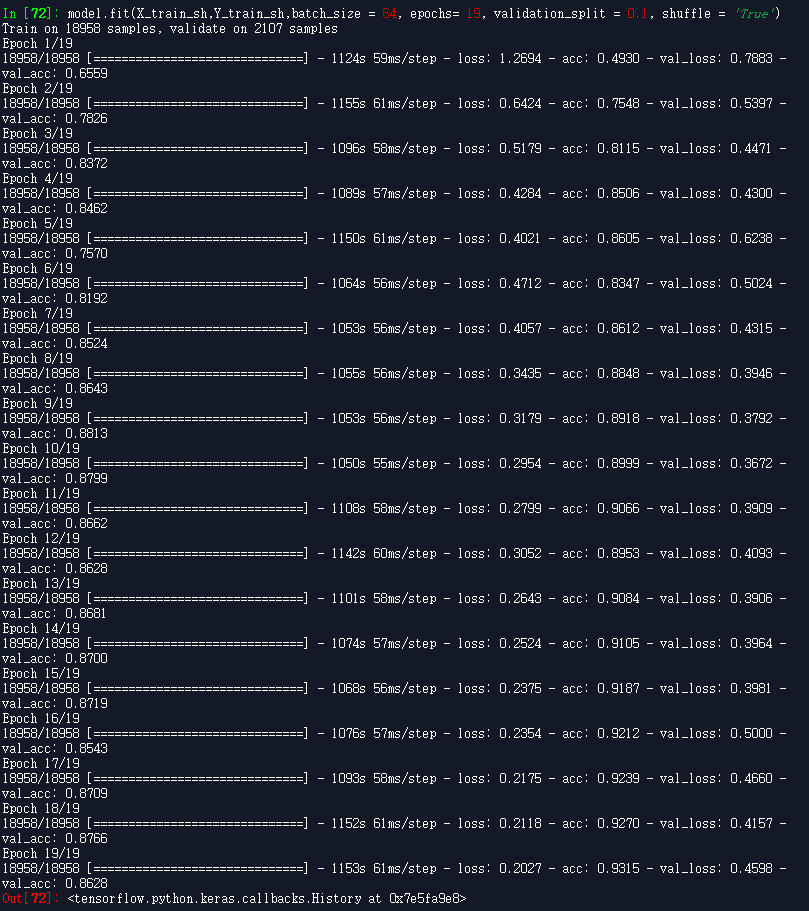 In [72]: model.fit(X_train_sh,Y_train_sh,batch_size = 64, epochs= 19, validation_split = 0.1, shuffle = 'True')
Train on 18958 samples, validate on 2107 samples
Epoch 1/19
18958/18958 [==============================] - 1124s 59ms/step - loss: 1.2694 - acc: 0.4930 - val_loss: 0.7883 -
val_acc: 0.6559
Epoch 2/19
18958/18958 [==============================] - 1155s 61ms/step - loss: 0.6424 - acc: 0.7548 - val_loss: 0.5397 -
val_acc: 0.7826
Epoch 3/19
18958/18958 [==============================] - 1096s 58ms/step - loss: 0.5179 - acc: 0.8115 - val_loss: 0.4471 -
val_acc: 0.8372
Epoch 4/19
18958/18958 [==============================] - 1089s 57ms/step - loss: 0.4284 - acc: 0.8506 - val_loss: 0.4300 -
val_acc: 0.8462
Epoch 5/19
18958/18958 [==============================] - 1150s 61ms/step - loss: 0.4021 - acc: 0.8605 - val_loss: 0.6238 -
val_acc: 0.7570
Epoch 6/19
18958/18958 [==============================] - 1064s 56ms/step - loss: 0.4712 - acc: 0.8347 - val_loss: 0.5024 -
val_acc: 0.8192
Epoch 7/19
18958/18958 [==============================] - 1053s 56ms/step - loss: 0.4057 - acc: 0.8612 - val_loss: 0.4315 -
val_acc: 0.8524
Epoch 8/19
18958/18958 [==============================] - 1055s 56ms/step - loss: 0.3435 - acc: 0.8848 - val_loss: 0.3946 -
val_acc: 0.8643
Epoch 9/19
18958/18958 [==============================] - 1053s 56ms/step - loss: 0.3179 - acc: 0.8918 - val_loss: 0.3792 -
val_acc: 0.8813
Epoch 10/19
18958/18958 [==============================] - 1050s 55ms/step - loss: 0.2954 - acc: 0.8999 - val_loss: 0.3672 -
val_acc: 0.8799
Epoch 11/19
18958/18958 [==============================] - 1108s 58ms/step - loss: 0.2799 - acc: 0.9066 - val_loss: 0.3909 -
val_acc: 0.8662
Epoch 12/19
18958/18958 [==============================] - 1142s 60ms/step - loss: 0.3052 - acc: 0.8953 - val_loss: 0.4093 -
val_acc: 0.8628
Epoch 13/19
18958/18958 [==============================] - 1101s 58ms/step - loss: 0.2643 - acc: 0.9084 - val_loss: 0.3906 -
val_acc: 0.8681
Epoch 14/19
18958/18958 [==============================] - 1074s 57ms/step - loss: 0.2524 - acc: 0.9105 - val_loss: 0.3964 -
val_acc: 0.8700
Epoch 15/19
18958/18958 [==============================] - 1068s 56ms/step - loss: 0.2375 - acc: 0.9187 - val_loss: 0.3981 -
val_acc: 0.8719
Epoch 16/19
18958/18958 [==============================] - 1076s 57ms/step - loss: 0.2354 - acc: 0.9212 - val_loss: 0.5000 -
val_acc: 0.8543
Epoch 17/19
18958/18958 [==============================] - 1093s 58ms/step - loss: 0.2175 - acc: 0.9239 - val_loss: 0.4660 -
val_acc: 0.8709
Epoch 18/19
18958/18958 [==============================] - 1152s 61ms/step - loss: 0.2118 - acc: 0.9270 - val_loss: 0.4157 -
val_acc: 0.8766
Epoch 19/19
18958/18958 [==============================] - 1153s 61ms/step - loss: 0.2027 - acc: 0.9315 - val_loss: 0.4598 -
val_acc: 0.8628
Out[72]: <tensorflow.python.keras.callbacks.History at 0x7e5fa9e8>